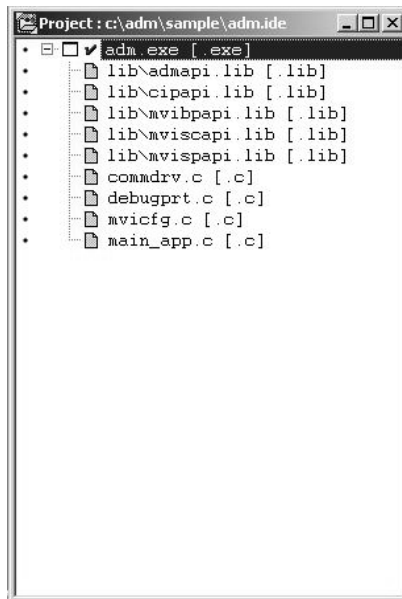 Project : c:\adm\sample\adm.ide
adm.exe [.exe]
lib\admapi.lib [.lib]
lib\cipapi.lib [.lib]
lib\mvibpapi.lib [.lib]
lib\mviscapi.lib [.lib]
lib\mvispapi.lib [.lib]
commdrv.c [.c]
debugprt.c [.c]
mvicfg.c [.c]
main_app.c [.c]